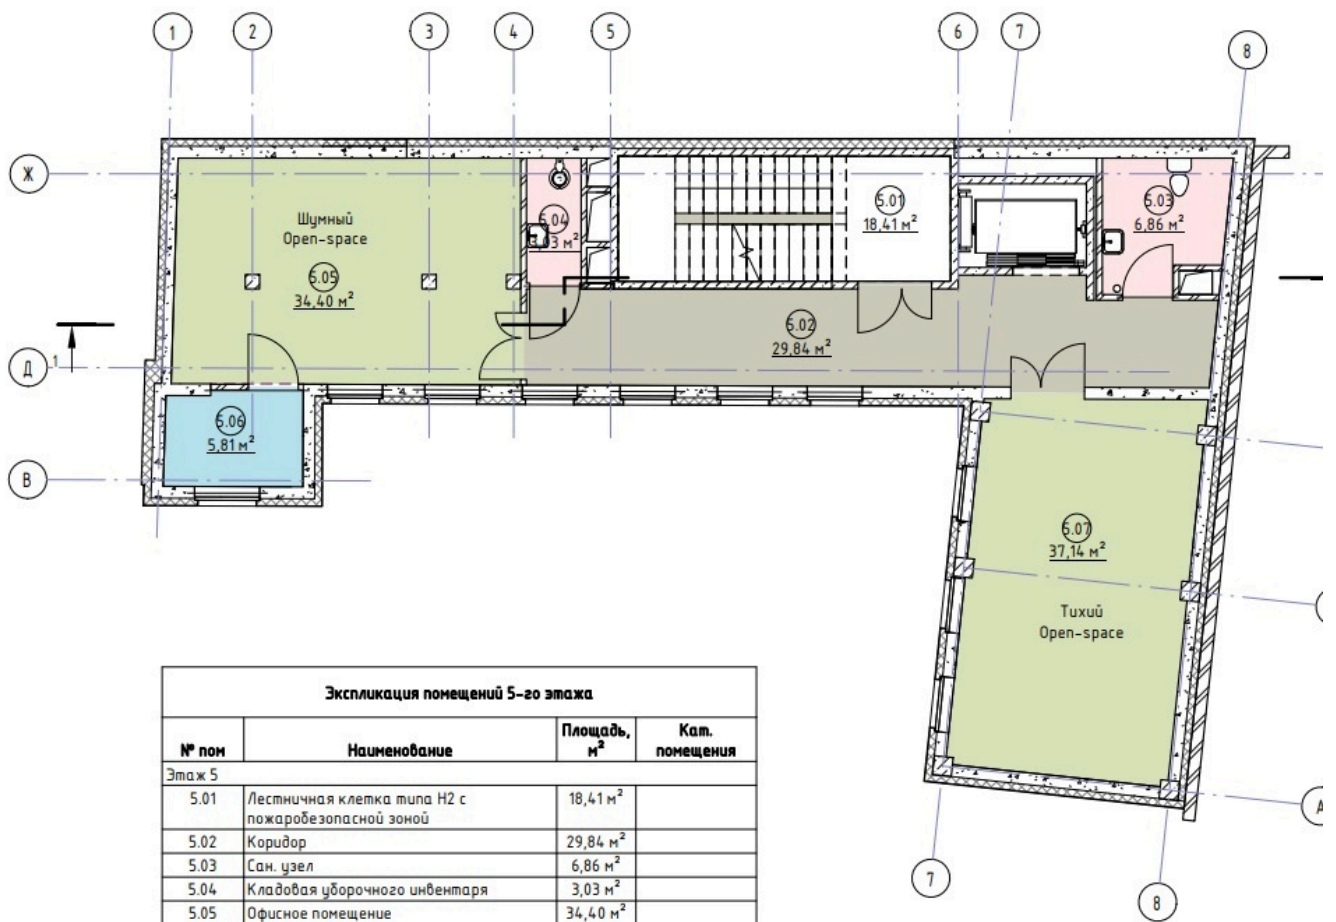 1
2
3
4
5
6
7
8
Ж
Шумный
Open-space
5.05
34,40 м²
5.04
3,03 м²
5.01
18,41 м²
5.03
6,86 м²
5.02
29,84 м²
Д
1
5.06
5,81 м²
В
5.07
37,14 м²
Тихий
Open-space
А
7
8
Экспликация помещений 5-го этажа
№ пом Наименование Площадь, м² Кат. помещения
Этаж 5
5.01 Лестничная клетка типа Н2 с 18,41 м²
пожаробезопасной зоной
5.02 Коридор 29,84 м²
5.03 Сан. узел 6,86 м²
5.04 Кладовая уборочного инвентаря 3,03 м²
5.05 Офисное помещение 34,40 м²